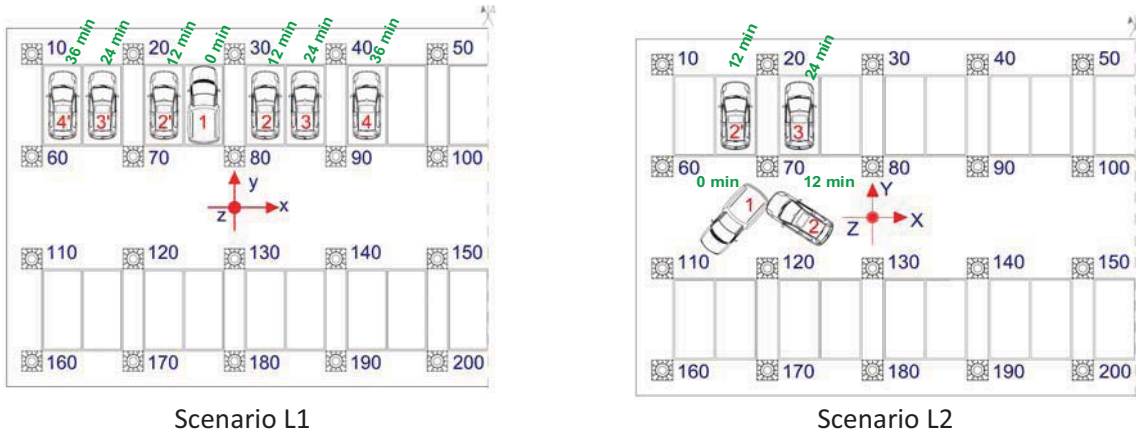 36 min 24 min 12 min 0 min 12 min 24 min 36 min
10 20 30 40 50
4' 3' 2' 1 2 3 4
60 70 80 90 100
y
z x
110 120 130 140 150
160 170 180 190 200
Scenario L1
12 min 24 min
10 20 30 40 50
2' 3
60 70 80 90 100
0 min 12 min
1 2 Y
Z X
110 120 130 140 150
160 170 180 190 200
Scenario L2